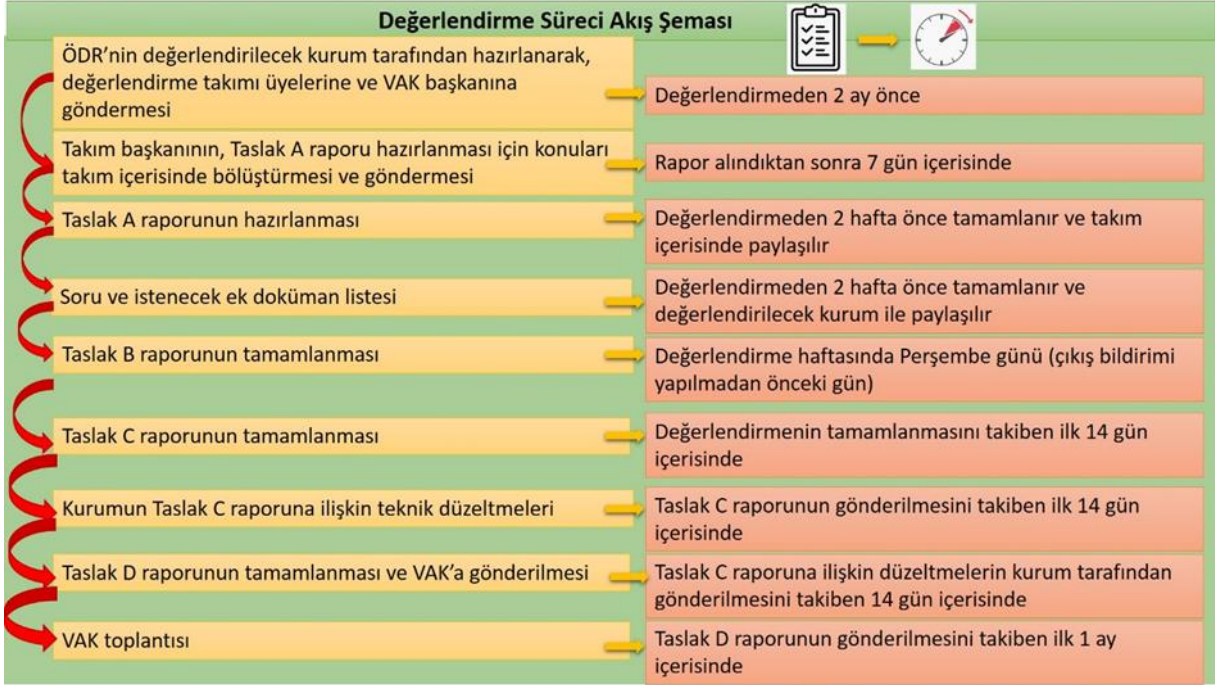 Değerlendirme Süreci Akış Şeması
ÖDR’nin değerlendirilecek kurum tarafından hazırlanarak,
değerlendirme takımı üyelerine ve VAK başkanına
göndermesi
Değerlendirmeden 2 ay önce
Takım başkanının, Taslak A raporu hazırlanması için konuları
takım içerisinde bölüştürmesi ve göndermesi
Rapor alındıktan sonra 7 gün içerisinde
Taslak A raporunun hazırlanması
Değerlendirmeden 2 hafta önce tamamlanır ve takım
içerisinde paylaşılır
Soru ve istenecek ek doküman listesi
Değerlendirmeden 2 hafta önce tamamlanır ve
değerlendirilecek kurum ile paylaşılır
Taslak B raporunun tamamlanması
Değerlendirme haftasında Perşembe günü (çıkış bildirimi
yapılmadan önceki gün)
Taslak C raporunun tamamlanması
Değerlendirmenin tamamlanmasını takiben ilk 14 gün
içerisinde
Kurumun Taslak C raporuna ilişkin teknik düzeltmeleri
Taslak C raporunun gönderilmesini takiben ilk 14 gün
içerisinde
Taslak D raporunun tamamlanması ve VAK’a gönderilmesi
Taslak C raporuna ilişkin düzeltmelerin kurum tarafından
gönderilmesini takiben 14 gün içerisinde
VAK toplantısı
Taslak D raporunun gönderilmesini takiben ilk 1 ay
içerisinde